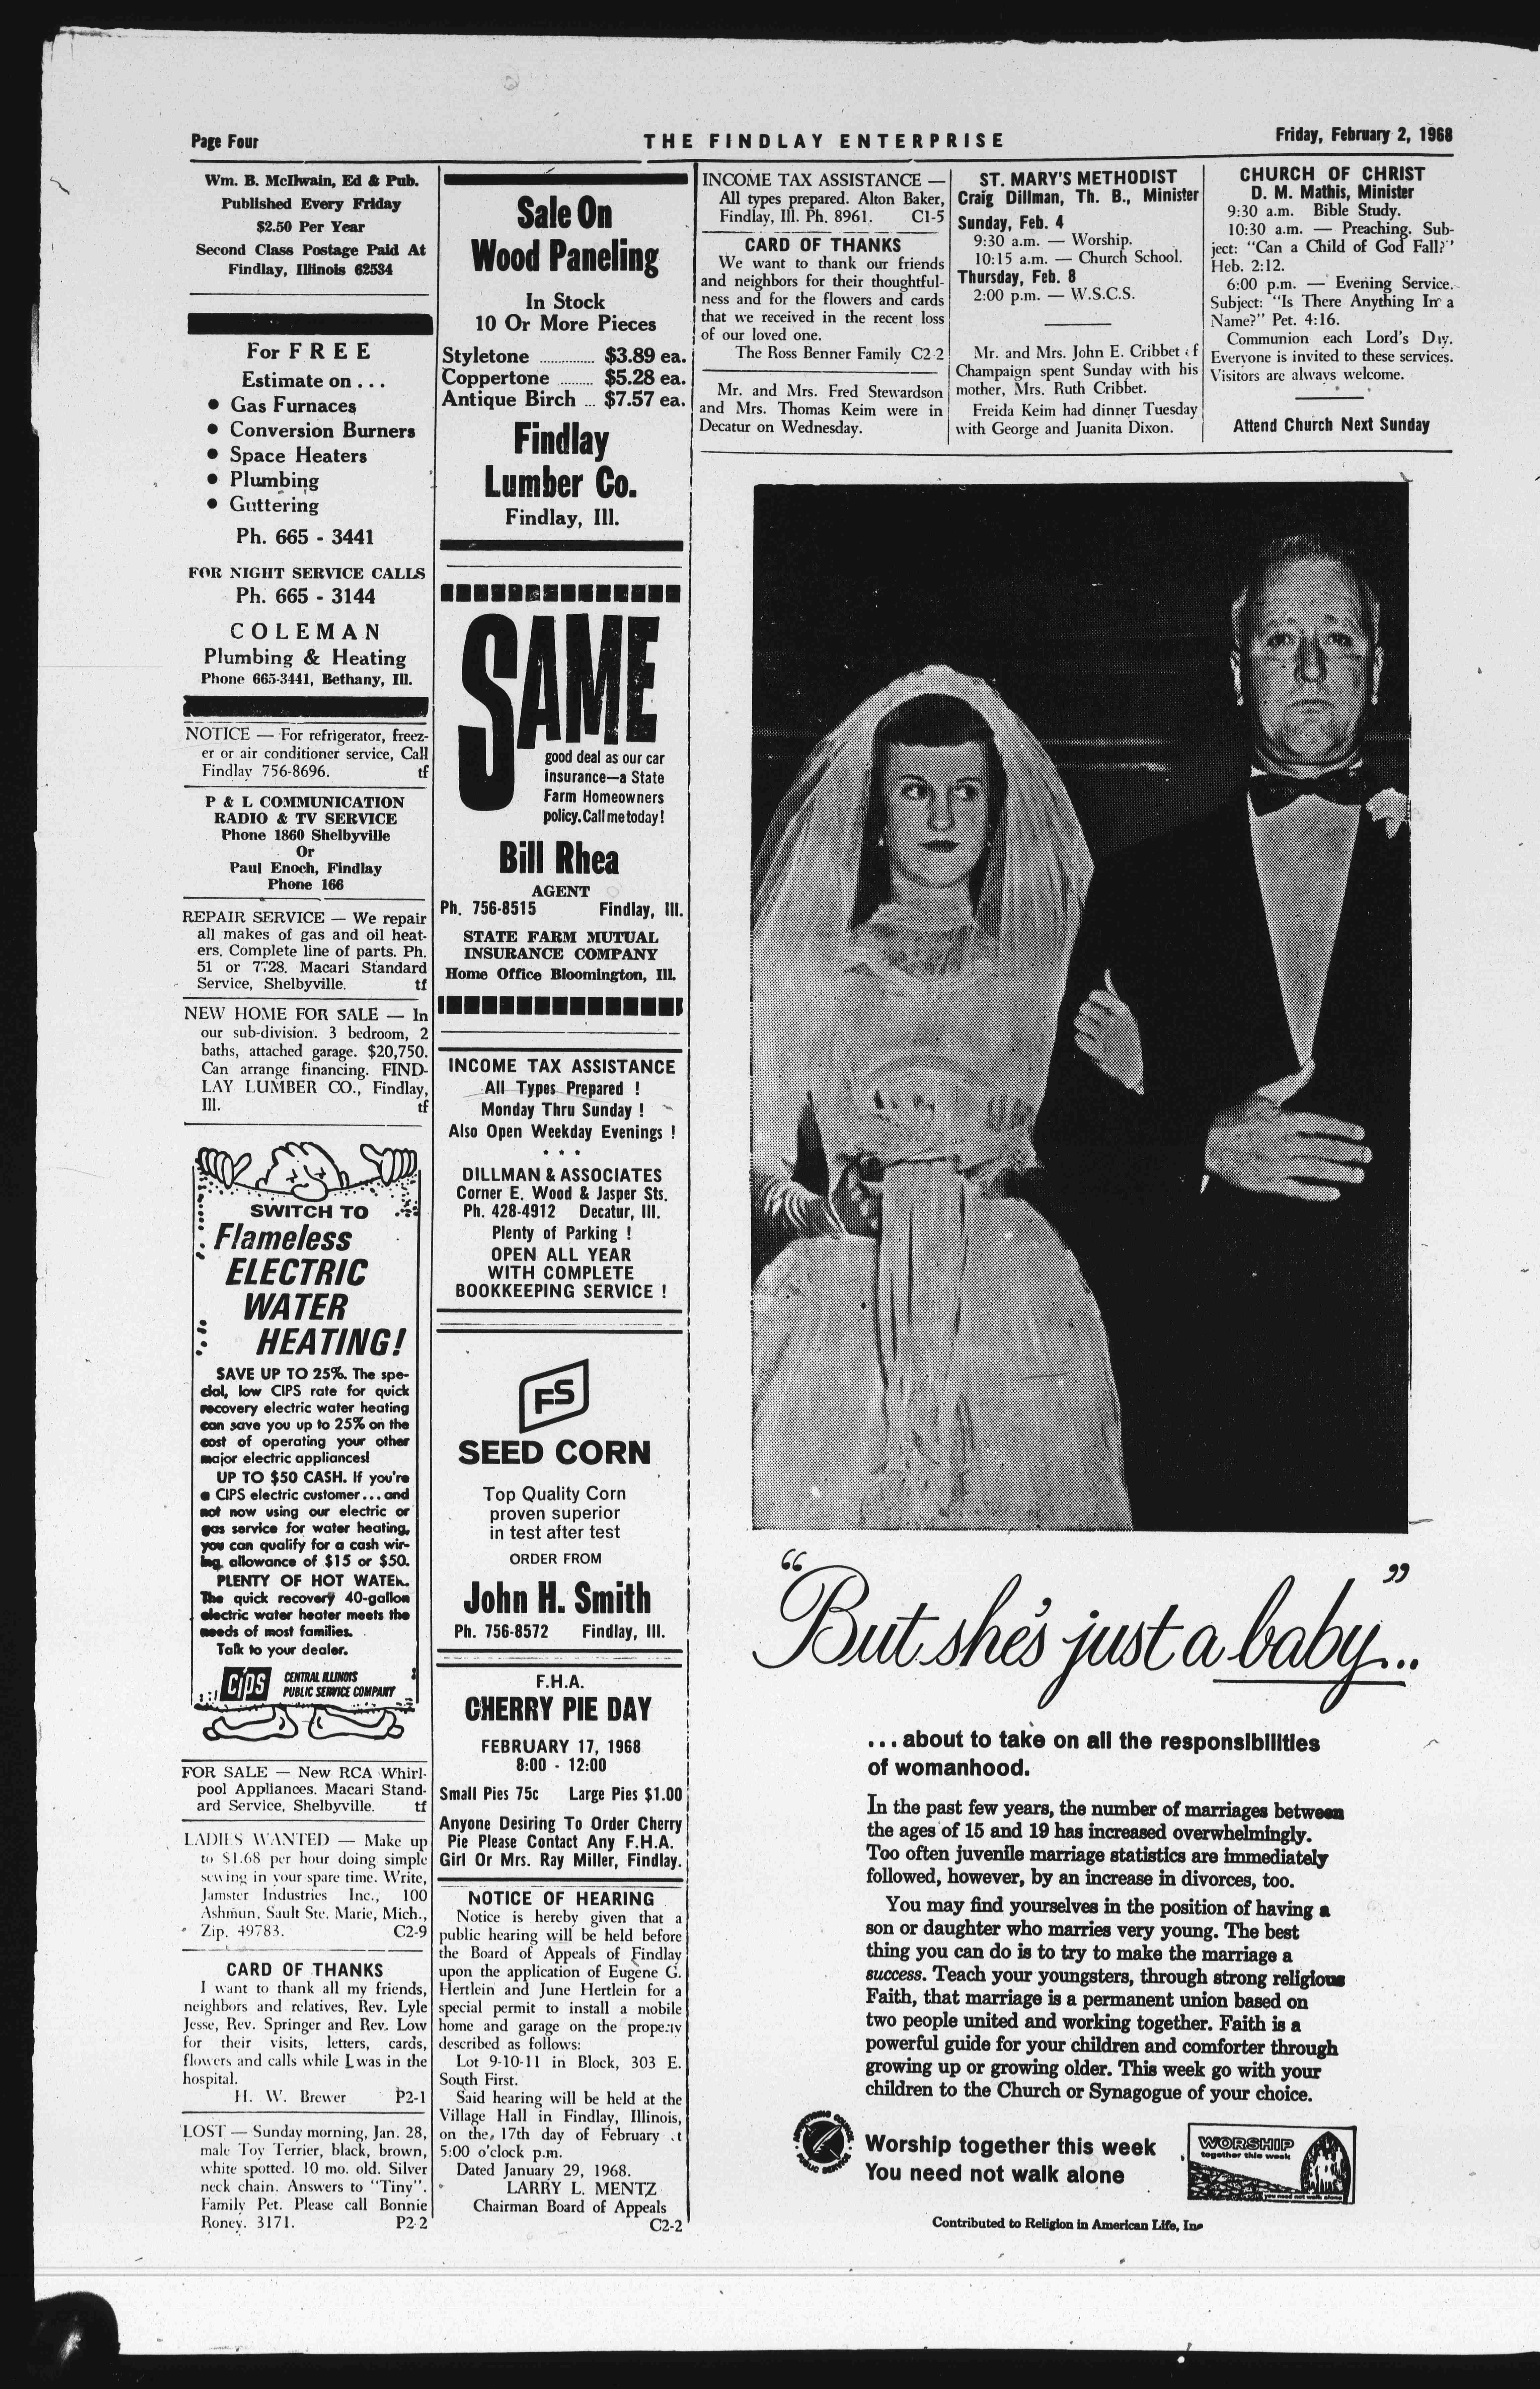 Page Four
THE FINDLAY ENTERPRISE
Friday, February 2, 1968
Wm. B. McIlwain, Ed & Pub.
Published Every Friday
$2.50 Per Year
Second Class Postage Paid At
Findlay, Illinois 62534
For FREE
Estimate on . . .
● Gas Furnaces
● Conversion Burners
● Space Heaters
● Plumbing
● Guttering
Ph. 665 - 3441
FOR NIGHT SERVICE CALLS
Ph. 665 - 3144
COLEMAN
Plumbing & Heating
Phone 665-3441, Bethany, Ill.
NOTICE — For refrigerator, freez-
er or air conditioner service, Call
Findlay 756-8696. tf
P & L COMMUNICATION
RADIO & TV SERVICE
Phone 1860 Shelbyville
Or
Paul Enoch, Findlay
Phone 166
REPAIR SERVICE — We repair
all makes of gas and oil heat-
ers. Complete line of parts. Ph.
51 or 7728. Macari Standard
Service, Shelbyville. tf
NEW HOME FOR SALE — In
our sub-division. 3 bedroom, 2
baths, attached garage. $20,750.
Can arrange financing. FIND-
LAY LUMBER CO., Findlay,
Ill. tf
SWITCH TO
Flameless
ELECTRIC
WATER
HEATING!
SAVE UP TO 25%. The spe-
cial, low CIPS rate for quick
recovery electric water heating
can save you up to 25% on the
cost of operating your other
major electric appliances!
UP TO $50 CASH. If you're
a CIPS electric customer . . . and
not now using our electric or
gas service for water heating,
you can qualify for a cash wir-
ing allowance of $15 or $50.
PLENTY OF HOT WATER.
The quick recovery 40-gallon
electric water heater meets the
needs of most families.
Talk to your dealer.
cips CENTRAL ILLINOIS
PUBLIC SERVICE COMPANY
FOR SALE — New RCA Whirl-
pool Appliances. Macari Stand-
ard Service, Shelbyville. tf
LADIES WANTED — Make up
to $1.68 per hour doing simple
sewing in your spare time. Write,
Jamster Industries Inc., 100
Ashmun, Sault Ste. Marie, Mich.,
Zip. 49783. C2-9
CARD OF THANKS
I want to thank all my friends,
neighbors and relatives, Rev. Lyle
Jesse, Rev. Springer and Rev. Low
for their visits, letters, cards,
flowers and calls while I was in the
hospital.
H. W. Brewer P2-1
LOST — Sunday morning, Jan. 28,
male Toy Terrier, black, brown,
white spotted. 10 mo. old. Silver
neck chain. Answers to "Tiny".
Family Pet. Please call Bonnie
Roney. 3171. P2-2
Sale On
Wood Paneling
In Stock
10 Or More Pieces
Styletone .............. $3.89 ea.
Coppertone ......... $5.28 ea.
Antique Birch ... $7.57 ea.
Findlay
Lumber Co.
Findlay, Ill.
SAME
good deal as our car
insurance—a State
Farm Homeowners
policy. Call me today!
Bill Rhea
AGENT
Ph. 756-8515 Findlay, Ill.
STATE FARM MUTUAL
INSURANCE COMPANY
Home Office Bloomington, Ill.
INCOME TAX ASSISTANCE
All Types Prepared !
Monday Thru Sunday !
Also Open Weekday Evenings !
* * *
DILLMAN & ASSOCIATES
Corner E. Wood & Jasper Sts.
Ph. 428-4912 Decatur, Ill.
Plenty of Parking !
OPEN ALL YEAR
WITH COMPLETE
BOOKKEEPING SERVICE !
FS
SEED CORN
Top Quality Corn
proven superior
in test after test
ORDER FROM
John H. Smith
Ph. 756-8572 Findlay, Ill.
F.H.A.
CHERRY PIE DAY
FEBRUARY 17, 1968
8:00 - 12:00
Small Pies 75c Large Pies $1.00
Anyone Desiring To Order Cherry
Pie Please Contact Any F.H.A.
Girl Or Mrs. Ray Miller, Findlay.
NOTICE OF HEARING
Notice is hereby given that a
public hearing will be held before
the Board of Appeals of Findlay
upon the application of Eugene G.
Hertlein and June Hertlein for a
special permit to install a mobile
home and garage on the property
described as follows:
Lot 9-10-11 in Block, 303 E.
South First.
Said hearing will be held at the
Village Hall in Findlay, Illinois,
on the 17th day of February at
5:00 o'clock p.m.
Dated January 29, 1968.
LARRY L. MENTZ
Chairman Board of Appeals
C2-2
INCOME TAX ASSISTANCE —
All types prepared. Alton Baker,
Findlay, Ill. Ph. 8961. C1-5
CARD OF THANKS
We want to thank our friends
and neighbors for their thoughtful-
ness and for the flowers and cards
that we received in the recent loss
of our loved one.
The Ross Benner Family C2-2
Mr. and Mrs. Fred Stewardson
and Mrs. Thomas Keim were in
Decatur on Wednesday.
ST. MARY'S METHODIST
Craig Dillman, Th. B., Minister
Sunday, Feb. 4
9:30 a.m. — Worship.
10:15 a.m. — Church School.
Thursday, Feb. 8
2:00 p.m. — W.S.C.S.
Mr. and Mrs. John E. Cribbet of
Champaign spent Sunday with his
mother, Mrs. Ruth Cribbet.
Freida Keim had dinner Tuesday
with George and Juanita Dixon.
CHURCH OF CHRIST
D. M. Mathis, Minister
9:30 a.m. Bible Study.
10:30 a.m. — Preaching. Sub-
ject: "Can a Child of God Fall?"
Heb. 2:12.
6:00 p.m. — Evening Service.
Subject: "Is There Anything In a
Name?" Pet. 4:16.
Communion each Lord's Day.
Everyone is invited to these services.
Visitors are always welcome.
Attend Church Next Sunday
"But she's just a baby..."
. . . about to take on all the responsibilities
of womanhood.
In the past few years, the number of marriages between
the ages of 15 and 19 has increased overwhelmingly.
Too often juvenile marriage statistics are immediately
followed, however, by an increase in divorces, too.
You may find yourselves in the position of having a
son or daughter who marries very young. The best
thing you can do is to try to make the marriage a
success. Teach your youngsters, through strong religious
Faith, that marriage is a permanent union based on
two people united and working together. Faith is a
powerful guide for your children and comforter through
growing up or growing older. This week go with your
children to the Church or Synagogue of your choice.
ADVERTISING COUNCIL
PUBLIC SERVICE
Worship together this week
You need not walk alone
WORSHIP
together this week
you need not walk alone
Contributed to Religion in American Life, Inc